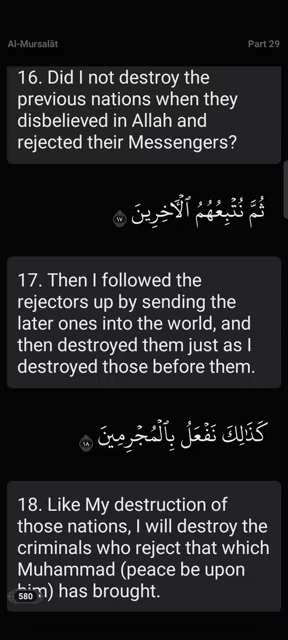 Al-Mursalāt Part 29
16. Did I not destroy the
previous nations when they
disbelieved in Allah and
rejected their Messengers?
ثُمَّ نُتْبِعُهُمُ ٱلْـَٔاخِرِينَ ١٧
17. Then I followed the
rejectors up by sending the
later ones into the world, and
then destroyed them just as I
destroyed those before them.
كَذَٰلِكَ نَفْعَلُ بِٱلْمُجْرِمِينَ ١٨
18. Like My destruction of
those nations, I will destroy the
criminals who reject that which
Muhammad (peace be upon
him) has brought.
580